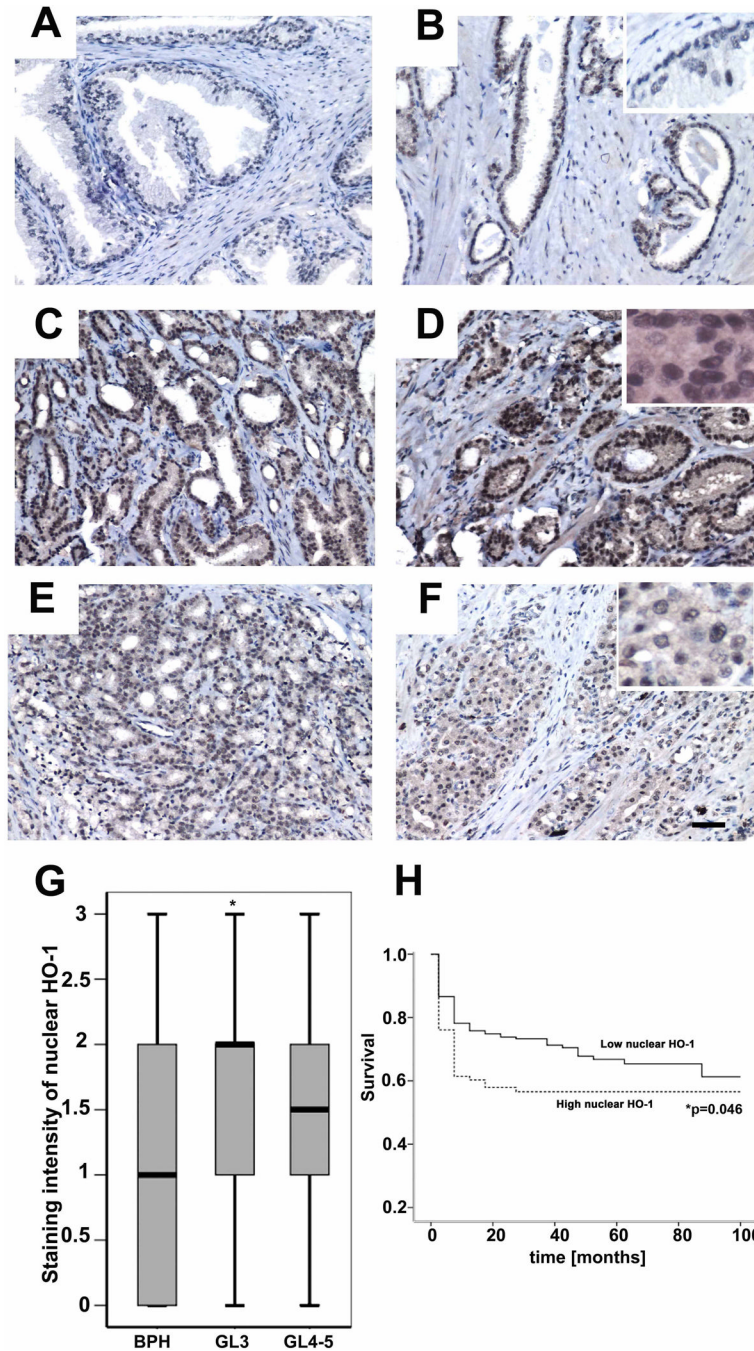 A
B
C
D
E
F
G
H
Staining intensity of nuclear HO-1
3
2.5
2
1.5
1
0.5
0
*
BPH GL3 GL4-5
Survival
1.0
0.8
0.6
0.4
0.2
Low nuclear HO-1
High nuclear HO-1
*p=0.046
0 20 40 60 80 100
time [months]